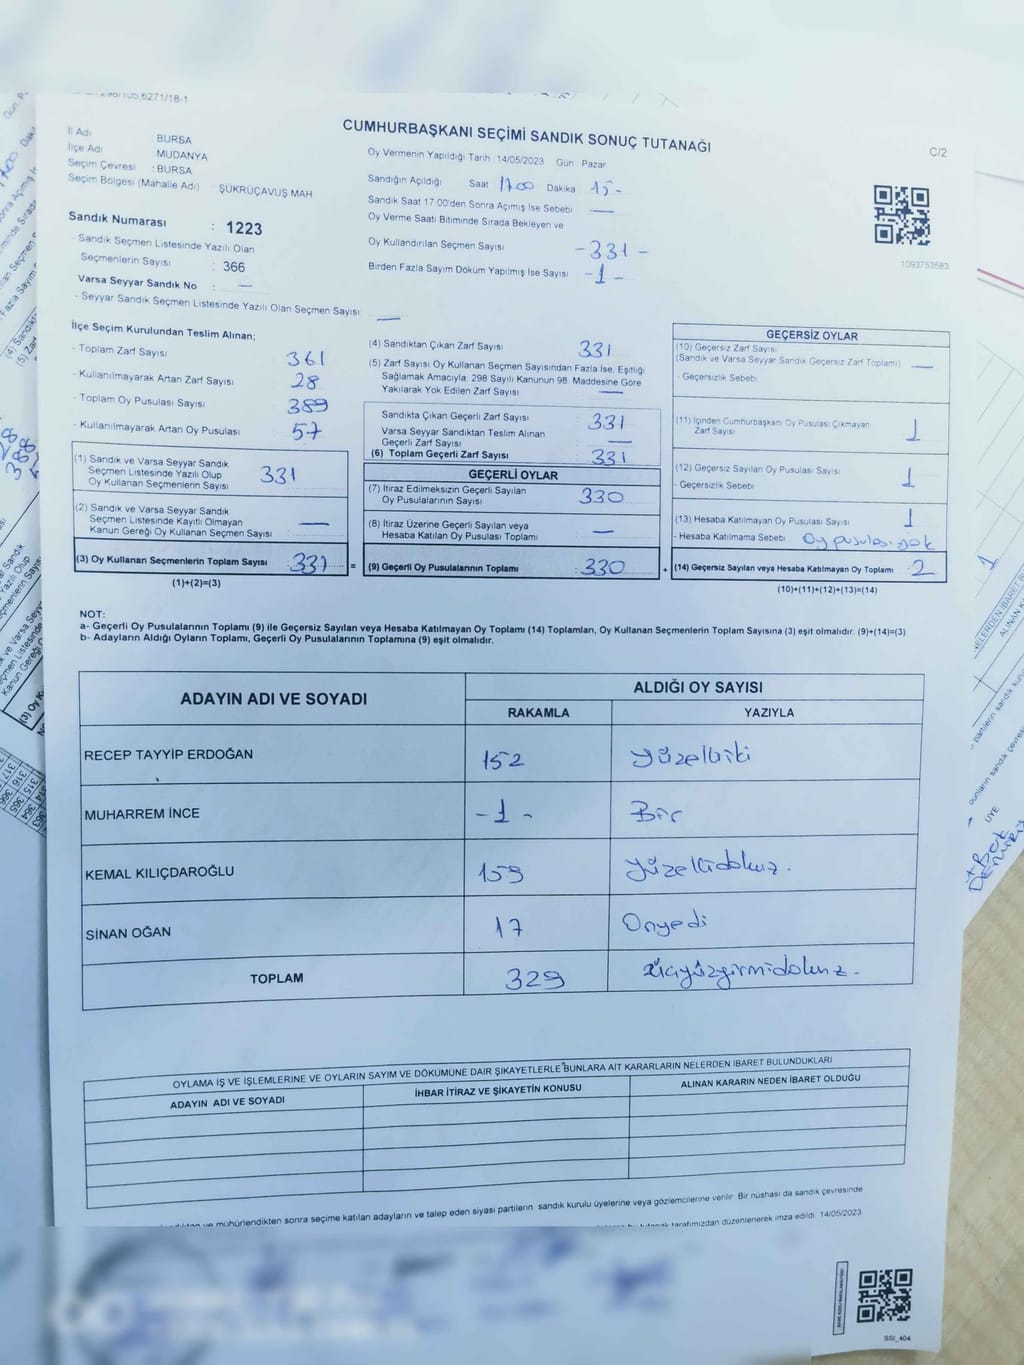 298/105,6271/18-1
CUMHURBAŞKANI SEÇİMİ SANDIK SONUÇ TUTANAĞI
C/2
İl Adı BURSA
İlçe Adı MUDANYA
Seçim Çevresi : BURSA
Seçim Bölgesi (Mahalle Adı) ŞÜKRÜÇAVUŞ MAH
Oy Vermenin Yapıldığı Tarih 14/05/2023 Gün Pazar
Sandığın Açıldığı Saat 17 00 Dakika 15 -
Sandık Saat 17 00'den Sonra Açılmış İse Sebebi —
Oy Verme Saati Bitiminde Sırada Bekleyen ve
Oy Kullandırılan Seçmen Sayısı - 331 -
Birden Fazla Sayım Döküm Yapılmış İse Sayısı - 1 -
1093753583
Sandık Numarası : 1223
- Sandık Seçmen Listesinde Yazılı Olan
Seçmenlerin Sayısı : 366
Varsa Seyyar Sandık No : —
- Seyyar Sandık Seçmen Listesinde Yazılı Olan Seçmen Sayısı —
İlçe Seçim Kurulundan Teslim Alınan;
- Toplam Zarf Sayısı 361
- Kullanılmayarak Artan Zarf Sayısı 28
- Toplam Oy Pusulası Sayısı 389
- Kullanılmayarak Artan Oy Pusulası 57
(1) Sandık ve Varsa Seyyar Sandık
Seçmen Listesinde Yazılı Olup
Oy Kullanan Seçmenlerin Sayısı 331
(2) Sandık ve Varsa Seyyar Sandık
Seçmen Listesinde Kayıtlı Olmayan
Kanun Gereği Oy Kullanan Seçmen Sayısı —
(3) Oy Kullanan Seçmenlerin Toplam Sayısı 331 =
(1)+(2)=(3)
(4) Sandıktan Çıkan Zarf Sayısı 331
(5) Zarf Sayısı Oy Kullanan Seçmen Sayısından Fazla İse, Eşitliği
Sağlamak Amacıyla, 298 Sayılı Kanunun 98. Maddesine Göre
Yakılarak Yok Edilen Zarf Sayısı —
Sandıkta Çıkan Geçerli Zarf Sayısı 331
Varsa Seyyar Sandıktan Teslim Alınan
Geçerli Zarf Sayısı —
(6) Toplam Geçerli Zarf Sayısı 331
GEÇERLİ OYLAR
(7) İtiraz Edilmeksizin Geçerli Sayılan
Oy Pusulalarının Sayısı 330
(8) İtiraz Üzerine Geçerli Sayılan veya
Hesaba Katılan Oy Pusulası Toplamı —
(9) Geçerli Oy Pusulalarının Toplamı 330 +
GEÇERSİZ OYLAR
(10) Geçersiz Zarf Sayısı
(Sandık ve Varsa Seyyar Sandık Geçersiz Zarf Toplamı) —
- Geçersizlik Sebebi
(11) İçinden Cumhurbaşkanı Oy Pusulası Çıkmayan
Zarf Sayısı 1
(12) Geçersiz Sayılan Oy Pusulası Sayısı 1
- Geçersizlik Sebebi
(13) Hesaba Katılmayan Oy Pusulası Sayısı 1
- Hesaba Katılmama Sebebi Oy pusulası yok
(14) Geçersiz Sayılan veya Hesaba Katılmayan Oy Toplamı 2
(10)+(11)+(12)+(13)=(14)
NOT:
a- Geçerli Oy Pusulalarının Toplamı (9) ile Geçersiz Sayılan veya Hesaba Katılmayan Oy Toplamı (14) Toplamları, Oy Kullanan Seçmenlerin Toplam Sayısına (3) eşit olmalıdır. (9)+(14)=(3)
b- Adayların Aldığı Oyların Toplamı, Geçerli Oy Pusulalarının Toplamına (9) eşit olmalıdır.
ADAYIN ADI VE SOYADI ALDIĞI OY SAYISI
RAKAMLA YAZIYLA
RECEP TAYYİP ERDOĞAN 152 yüzelliiki
MUHARREM İNCE - 1 - Bir
KEMAL KILIÇDAROĞLU 159 yüzellidokuz.
SİNAN OĞAN 17 Onyedi
TOPLAM 329 üçyüzyirmidokuz.
OYLAMA İŞ VE İŞLEMLERİNE VE OYLARIN SAYIM VE DÖKÜMÜNE DAİR ŞİKAYETLERLE BUNLARA AİT KARARLARIN NELERDEN İBARET BULUNDUKLARI
ADAYIN ADI VE SOYADI İHBAR İTİRAZ VE ŞİKAYETİN KONUSU ALINAN KARARIN NEDEN İBARET OLDUĞU
mühürlendikten sonra seçime katılan adayların ve talep eden siyasi partilerin sandık kurulu üyelerine veya gözlemcilerine verilir. Bir nüshası da sandık çevresinde
tutanak tarafımızdan düzenlenerek imza edildi. 14/05/2023
SSI_404